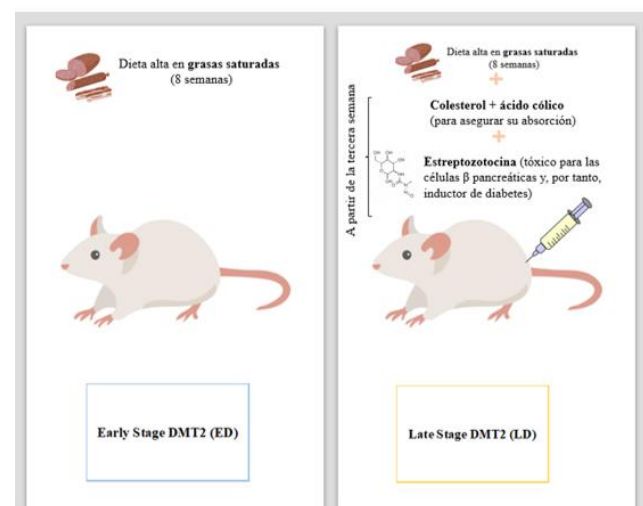 Dieta alta en grasas saturadas
(8 semanas)
Early Stage DMT2 (ED)
Dieta alta en grasas saturadas
(8 semanas)
+
A partir de la tercera semana
Colesterol + ácido cólico
(para asegurar su absorción)
+
Estreptozotocina (tóxico para las
células β pancreáticas y, por tanto,
inductor de diabetes)
Late Stage DMT2 (LD)